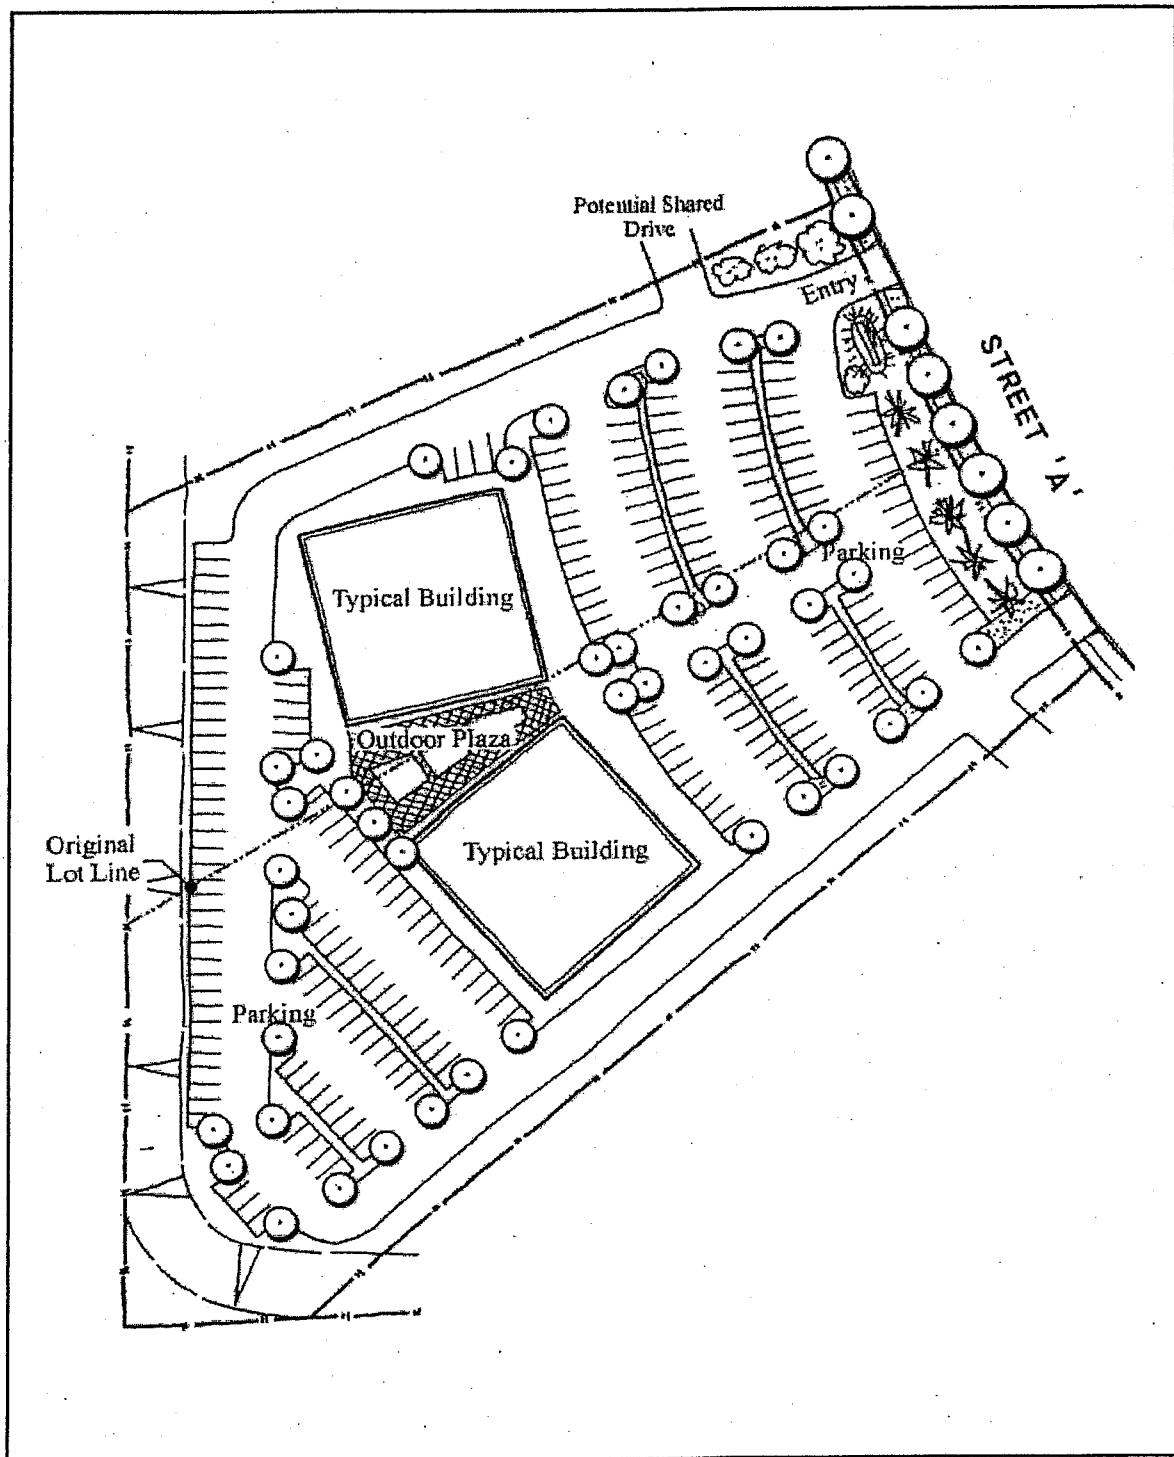 Potential Shared
Drive
Entry
STREET 'A'
Parking
Typical Building
Outdoor Plaza
Typical Building
Original
Lot Line
Parking